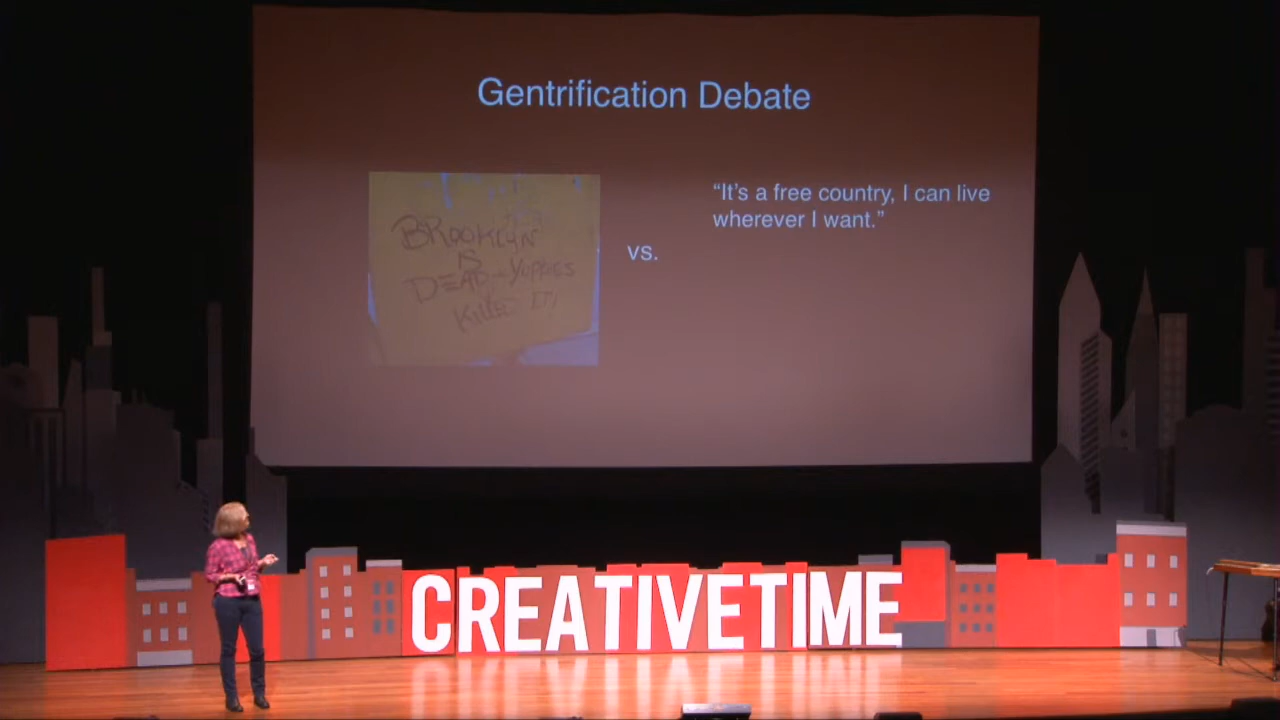 Gentrification Debate
BROOKLYN
IS
DEAD - YUPPIES
KILLED IT!
vs.
“It’s a free country, I can live
wherever I want.”
CREATIVETIME